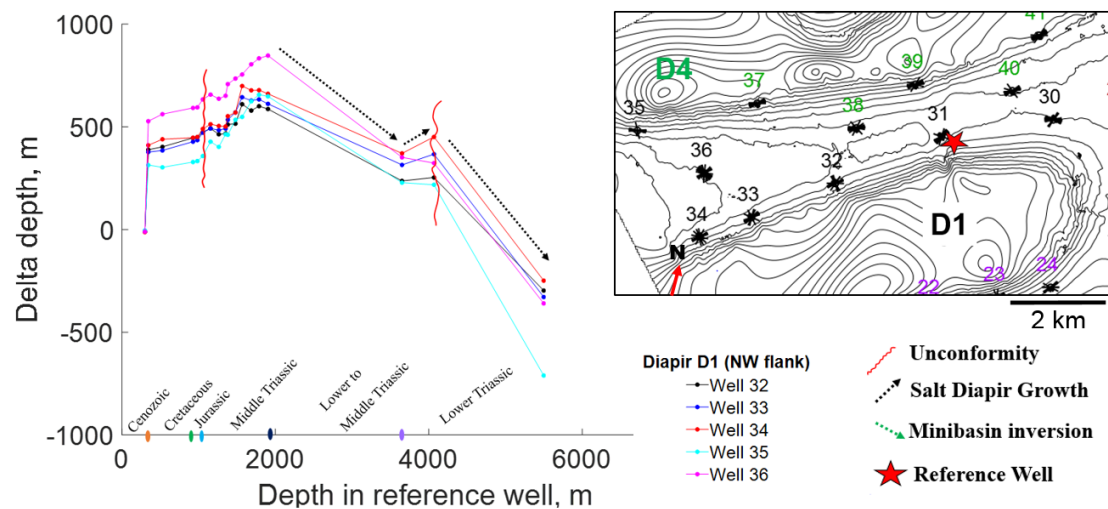 1000
500
0
-500
-1000
Delta depth, m
0
2000
4000
6000
Depth in reference well, m
Cenozoic
Cretaceous
Jurassic
Middle Triassic
Lower to
Middle Triassic
Lower Triassic
41
39
40
D4
37
38
31
30
35
36
32
33
34
N
D1
22
23
24
2 km
Diapir D1 (NW flank)
Well 32
Well 33
Well 34
Well 35
Well 36
Unconformity
Salt Diapir Growth
Minibasin inversion
Reference Well